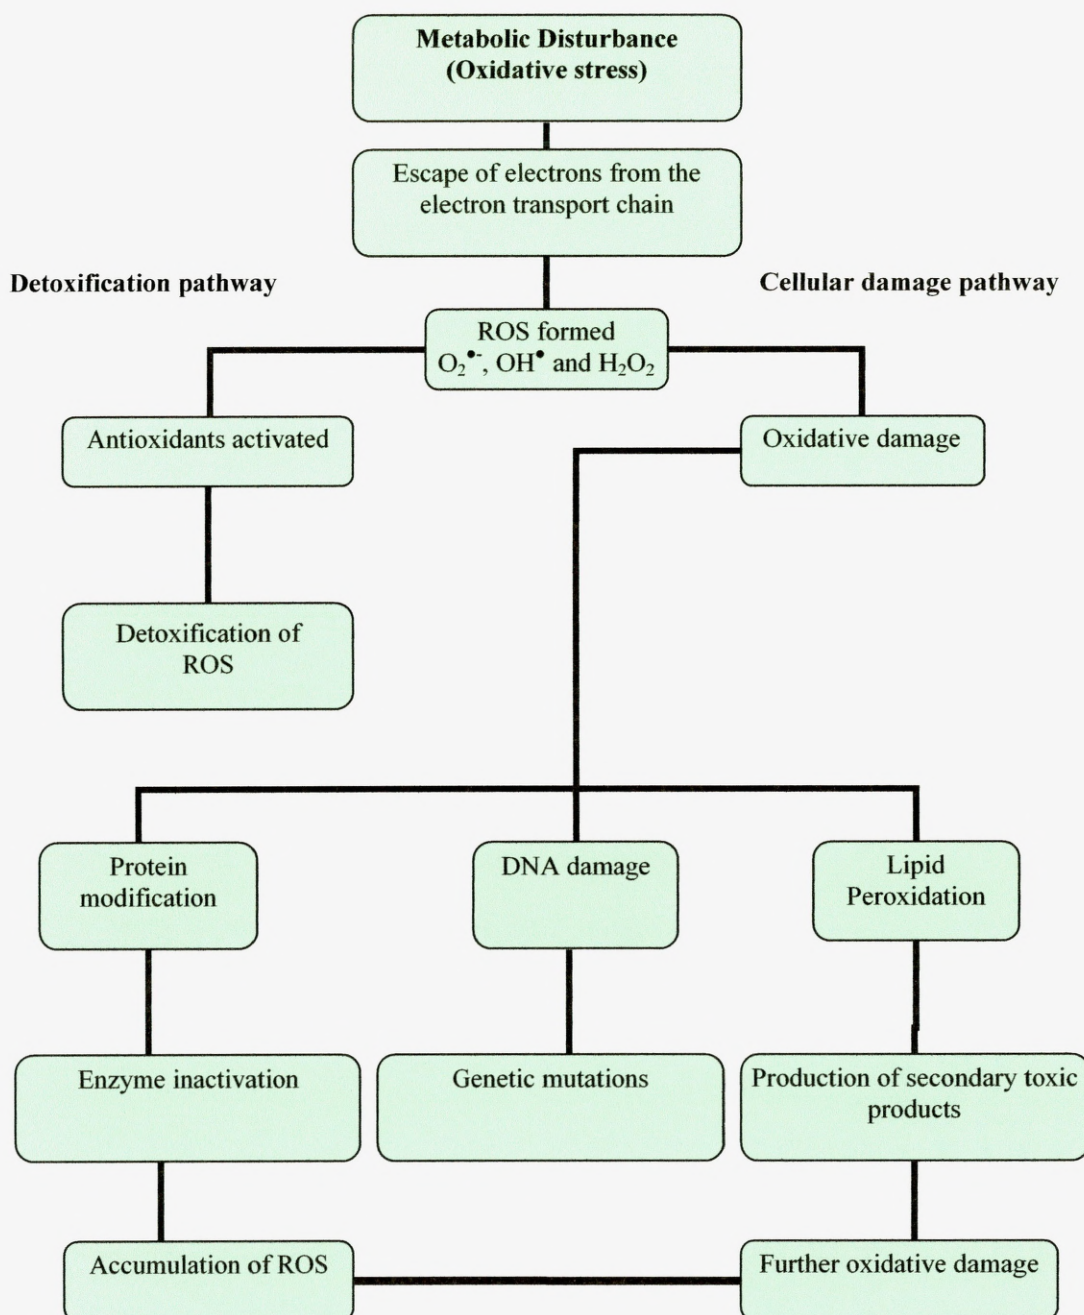 Metabolic Disturbance
(Oxidative stress)
Escape of electrons from the
electron transport chain
Detoxification pathway
Cellular damage pathway
ROS formed
O₂•-, OH• and H₂O₂
Antioxidants activated
Oxidative damage
Detoxification of
ROS
Protein
modification
DNA damage
Lipid
Peroxidation
Enzyme inactivation
Genetic mutations
Production of secondary toxic
products
Accumulation of ROS
Further oxidative damage